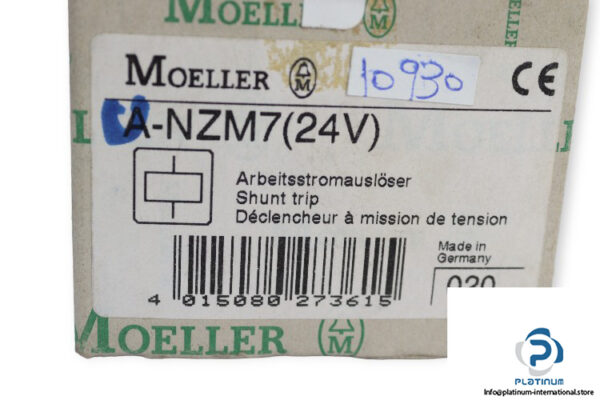 MOELLER
MOELLER
10930
CE
A-NZM7(24V)
Arbeitsstromauslöser
Shunt trip
Déclencheur à mission de tension
Made in
Germany
020
4 015080 273615
MOELLER
PLATINUM
info@platinum-international.store